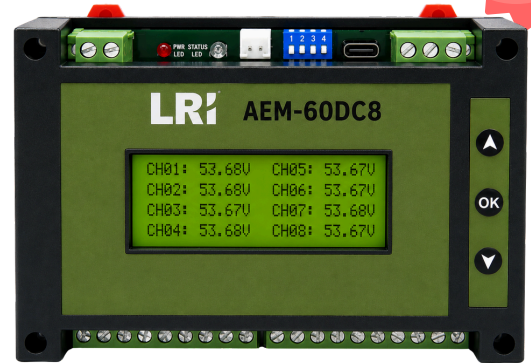 PWR STATUS
LED LED
1 2 3 4
LRi AEM-60DC8
CH01: 53.68V CH05: 53.67V
CH02: 53.68V CH06: 53.67V
CH03: 53.67V CH07: 53.68V
CH04: 53.68V CH08: 53.67V
OK